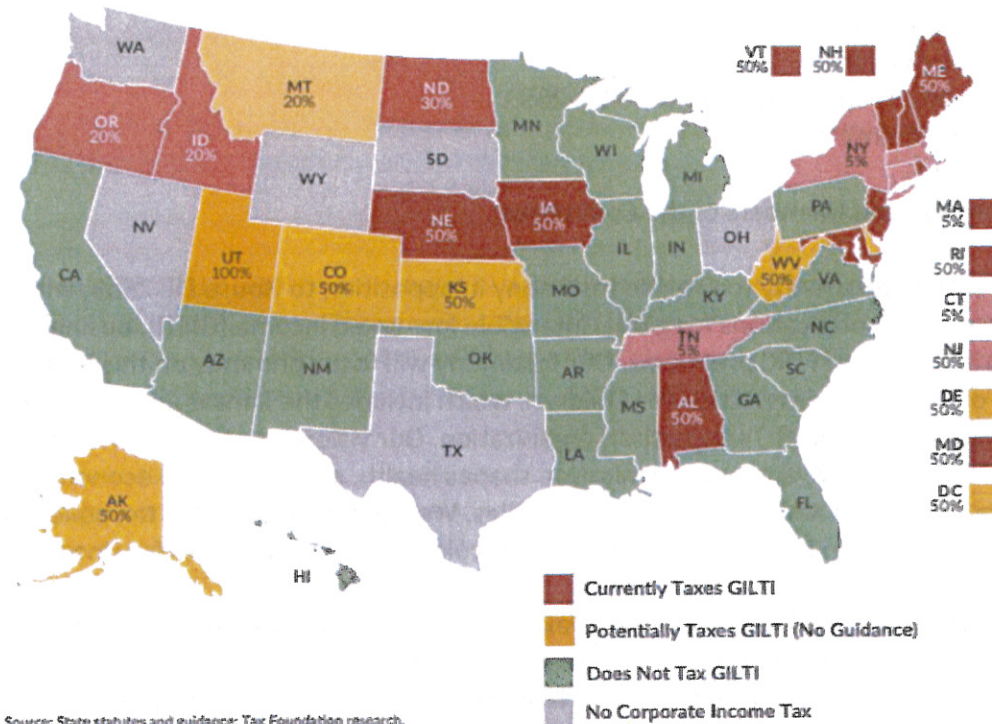 WA
MT
20%
ND
30%
MN
VT
50%
NH
50%
ME
50%
OR
20%
ID
20%
WY
SD
WI
MI
NY
5%
NV
NE
50%
IA
50%
IL
IN
OH
PA
MA
5%
RI
50%
CT
5%
NJ
50%
DE
50%
MD
50%
DC
50%
CA
UT
100%
CO
50%
KS
50%
MO
KY
WV
50%
VA
AZ
NM
OK
AR
TN
5%
NC
SC
MS
AL
50%
GA
TX
LA
FL
AK
50%
HI
Currently Taxes GILTI
Potentially Taxes GILTI (No Guidance)
Does Not Tax GILTI
No Corporate Income Tax
Source: State statutes and guidance; Tax Foundation research.